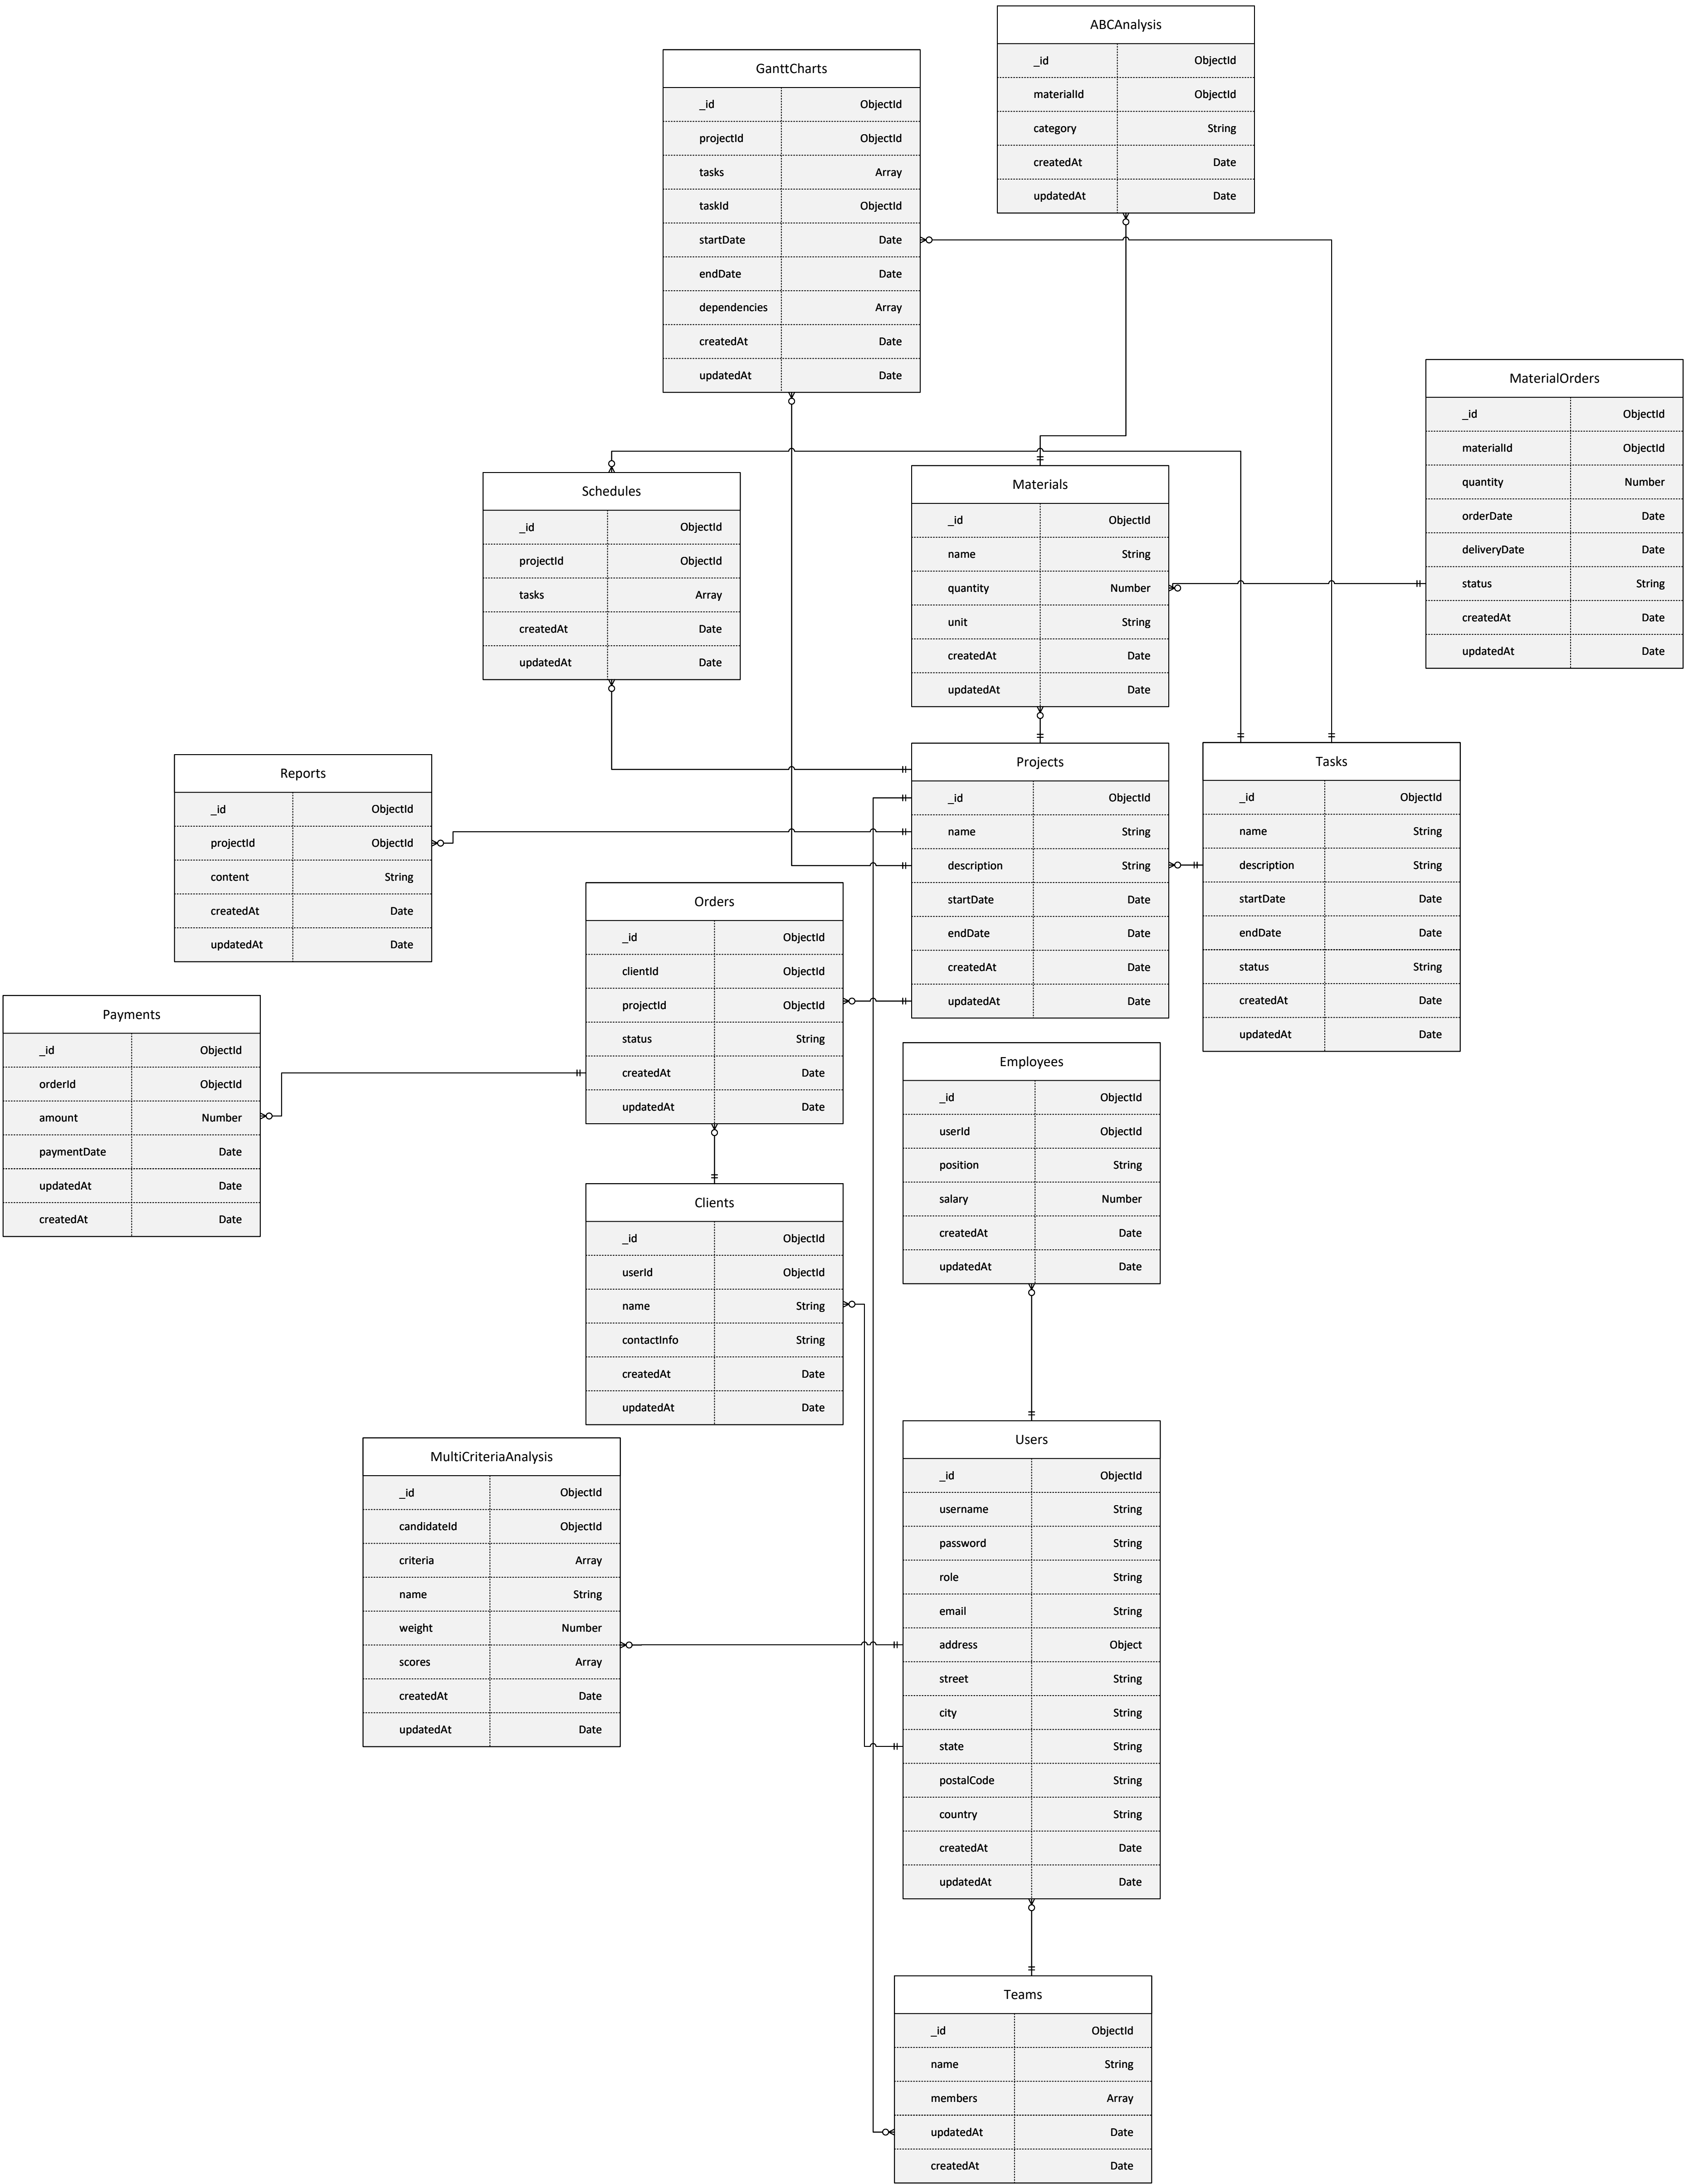 ABCAnalysis
_id ObjectId
materialId ObjectId
category String
createdAt Date
updatedAt Date
GanttCharts
_id ObjectId
projectId ObjectId
tasks Array
taskId ObjectId
startDate Date
endDate Date
dependencies Array
createdAt Date
updatedAt Date
MaterialOrders
_id ObjectId
materialId ObjectId
quantity Number
orderDate Date
deliveryDate Date
status String
createdAt Date
updatedAt Date
Schedules
_id ObjectId
projectId ObjectId
tasks Array
createdAt Date
updatedAt Date
Materials
_id ObjectId
name String
quantity Number
unit String
createdAt Date
updatedAt Date
Reports
_id ObjectId
projectId ObjectId
content String
createdAt Date
updatedAt Date
Projects
_id ObjectId
name String
description String
startDate Date
endDate Date
createdAt Date
updatedAt Date
Tasks
_id ObjectId
name String
description String
startDate Date
endDate Date
status String
createdAt Date
updatedAt Date
Orders
_id ObjectId
clientId ObjectId
projectId ObjectId
status String
createdAt Date
updatedAt Date
Payments
_id ObjectId
orderId ObjectId
amount Number
paymentDate Date
updatedAt Date
createdAt Date
Employees
_id ObjectId
userId ObjectId
position String
salary Number
createdAt Date
updatedAt Date
Clients
_id ObjectId
userId ObjectId
name String
contactInfo String
createdAt Date
updatedAt Date
MultiCriteriaAnalysis
_id ObjectId
candidateId ObjectId
criteria Array
name String
weight Number
scores Array
createdAt Date
updatedAt Date
Users
_id ObjectId
username String
password String
role String
email String
address Object
street String
city String
state String
postalCode String
country String
createdAt Date
updatedAt Date
Teams
_id ObjectId
name String
members Array
updatedAt Date
createdAt Date